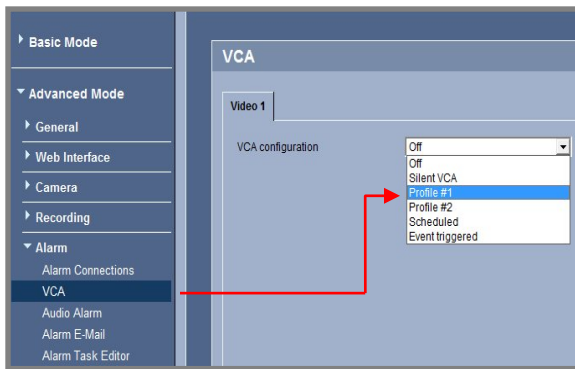 Basic Mode
Advanced Mode
General
Web Interface
Camera
Recording
Alarm
Alarm Connections
VCA
Audio Alarm
Alarm E-Mail
Alarm Task Editor
VCA
Video 1
VCA configuration
Off
Off
Silent VCA
Profile #1
Profile #2
Scheduled
Event triggered